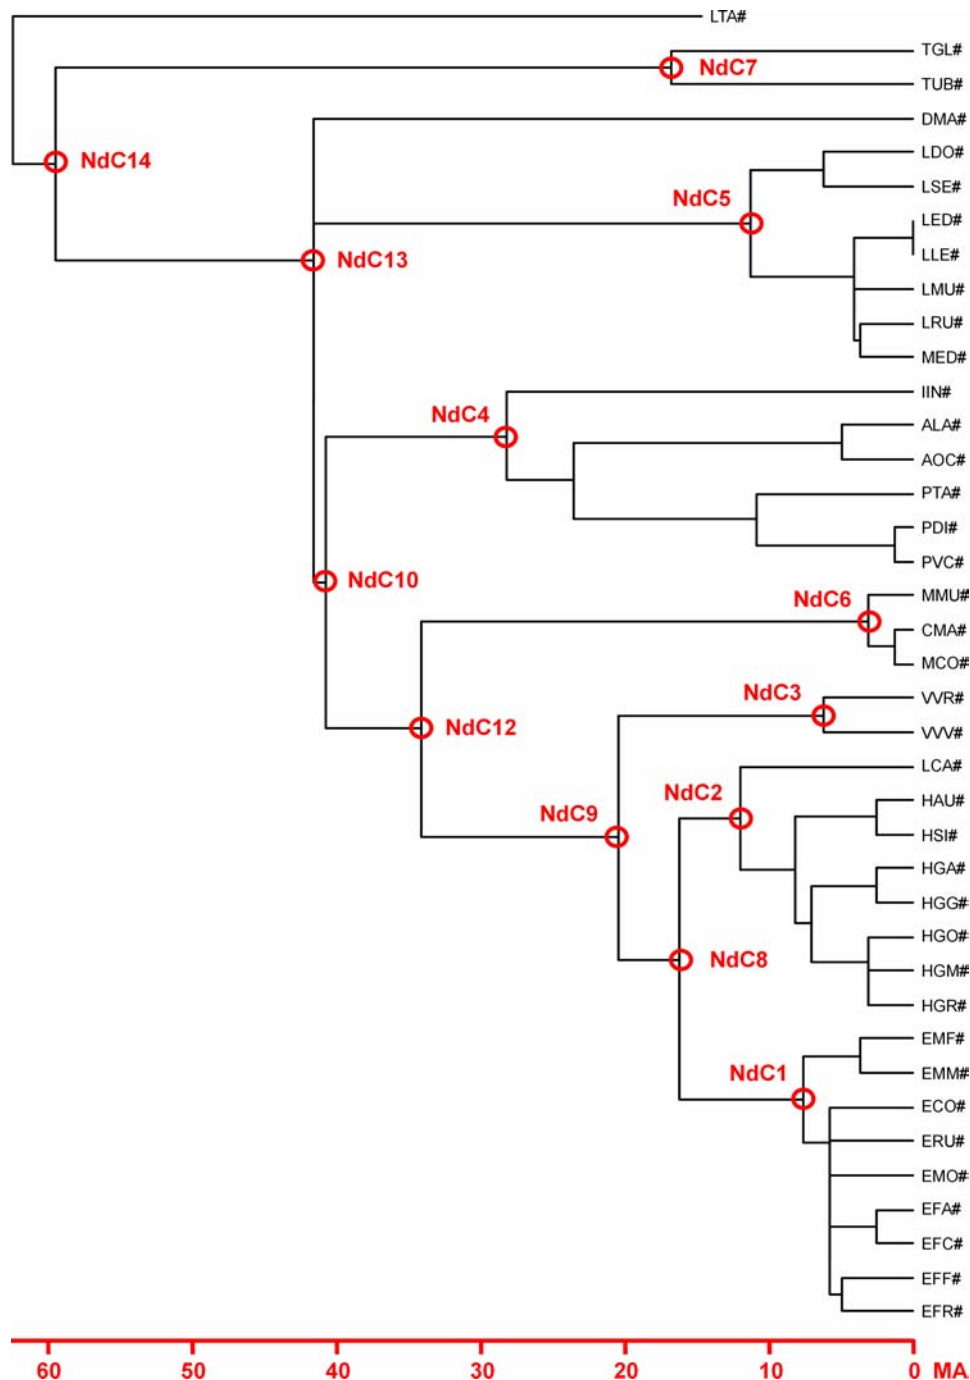 LTA#
TGL#
NdC7
TUB#
DMA#
LDO#
NdC14
LSE#
NdC5
LED#
LLE#
NdC13
LMU#
LRU#
MED#
IIN#
NdC4
ALA#
AOC#
PTA#
PDI#
PVC#
NdC10
MMU#
NdC6
CMA#
MCO#
NdC3
VVR#
NdC12
VVV#
LCA#
NdC2
HAU#
NdC9
HSI#
HGA#
HGG#
HGO#
NdC8
HGM#
HGR#
EMF#
NdC1
EMM#
ECO#
ERU#
EMO#
EFA#
EFC#
EFF#
EFR#
60 50 40 30 20 10 0 MA